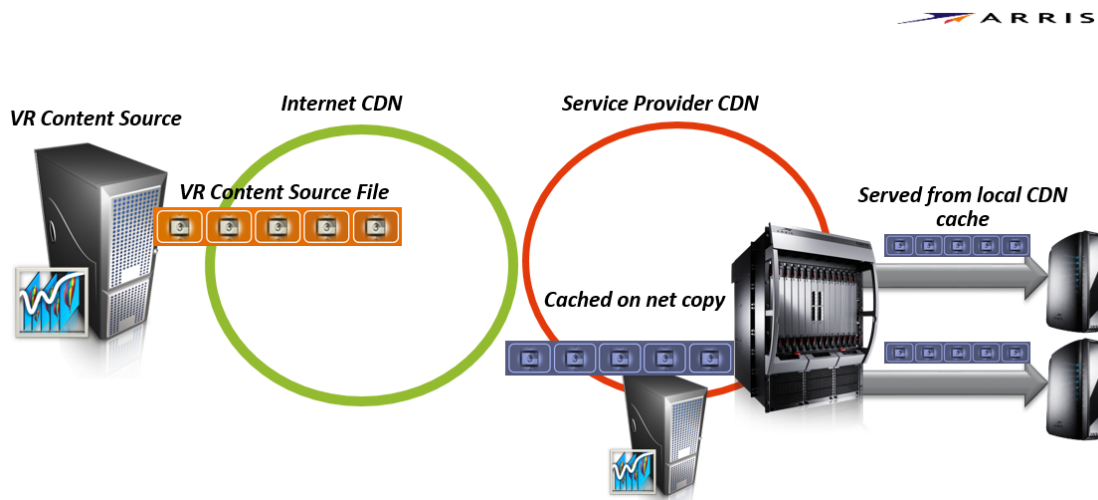 ARRIS
Internet CDN
Service Provider CDN
VR Content Source
VR Content Source File
Served from local CDN
cache
Cached on net copy